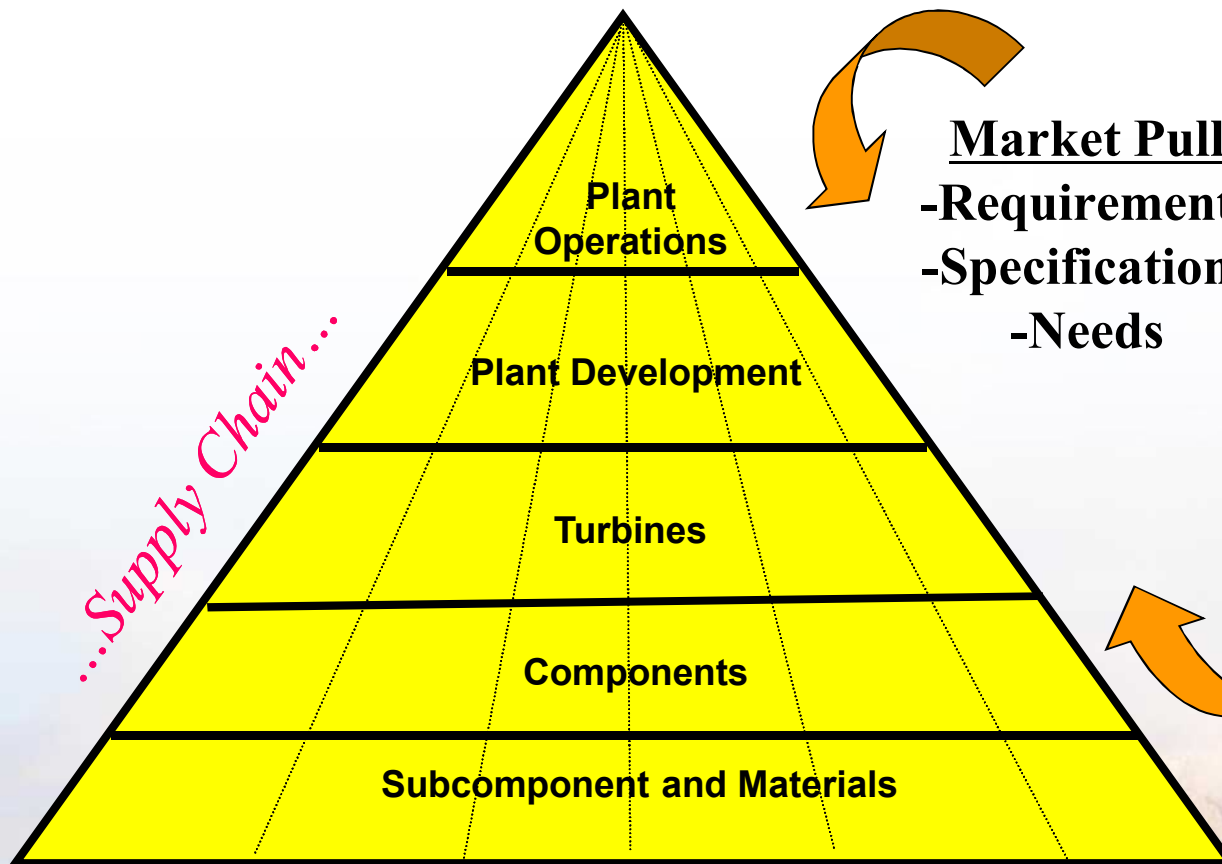 Market Pull
-Requirement
-Specification
-Needs
Plant
Operations
Plant Development
...Supply Chain...
Turbines
Components
Subcomponent and Materials